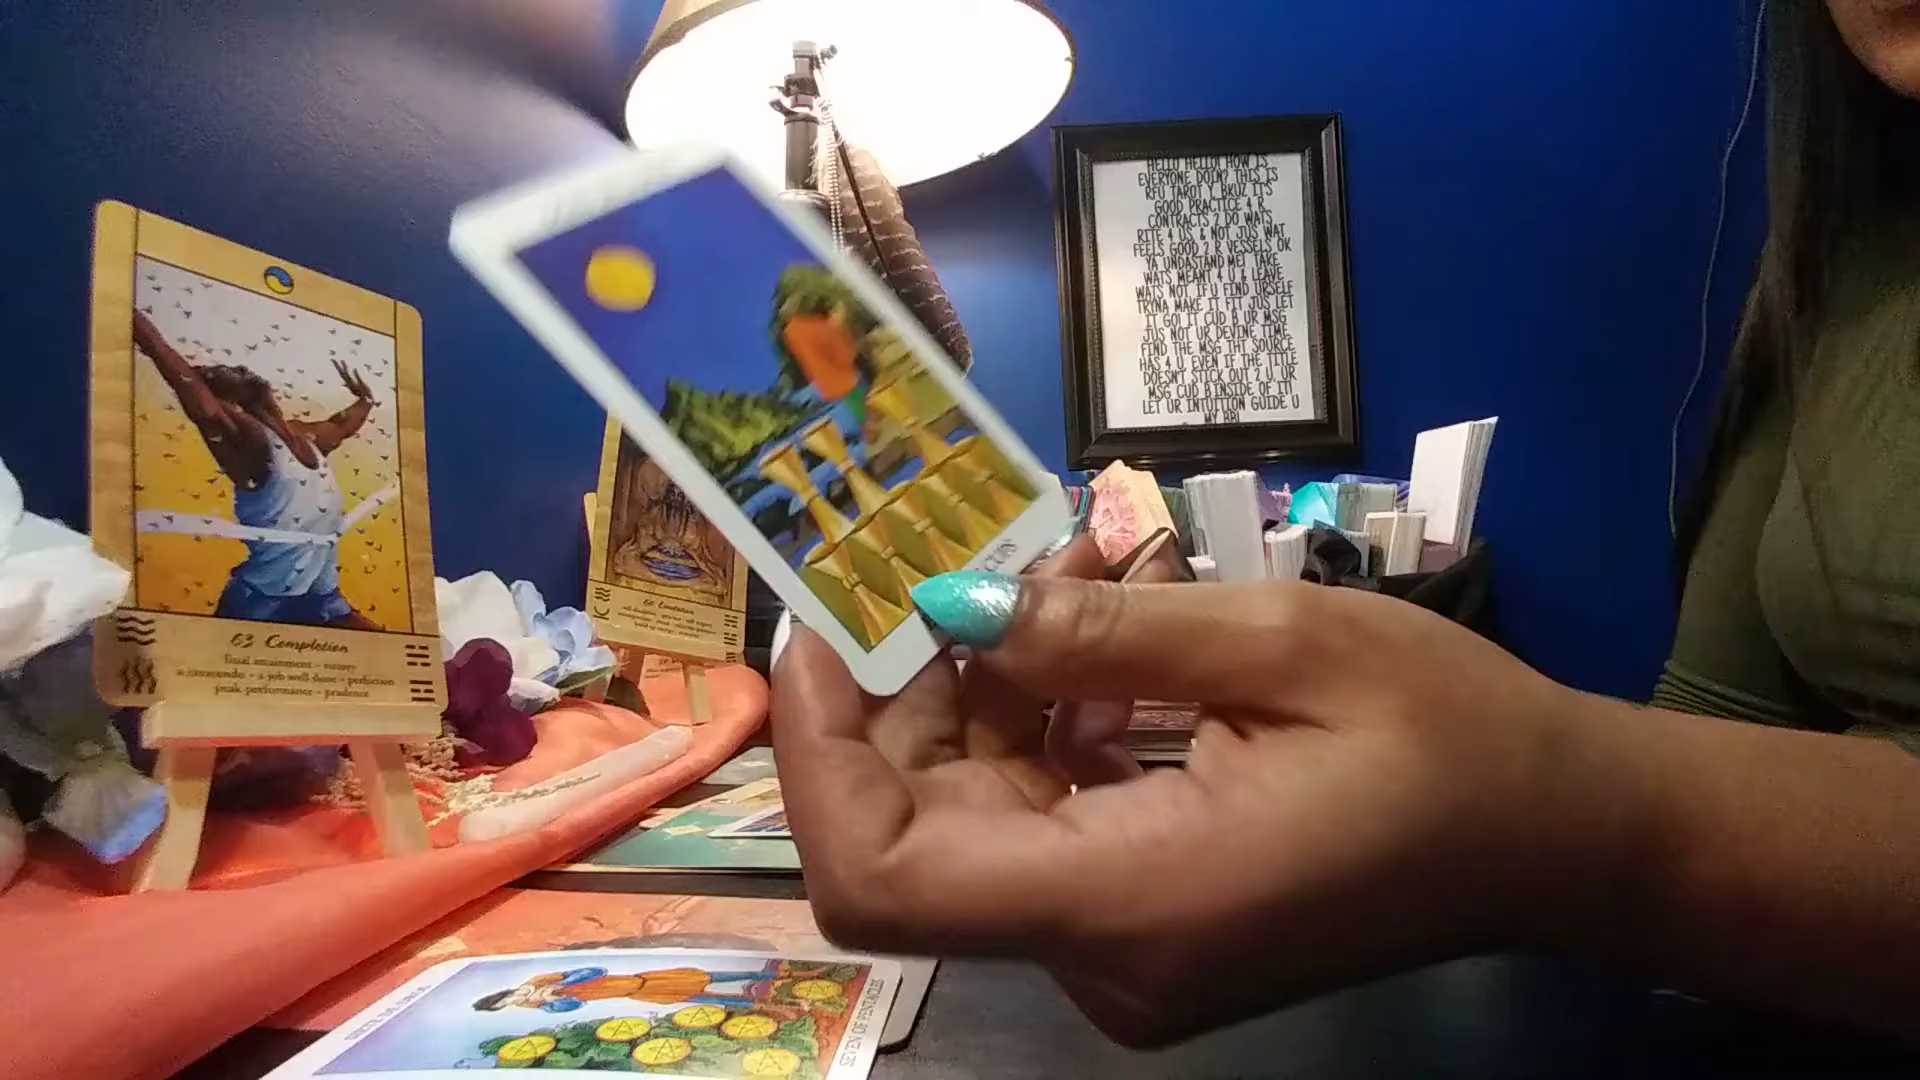 HELLO HELLO! HOW IS
EVERYONE DOIN? THIS IS
RFU TAROT Y BKUZ IT'S
GOOD PRACTICE 4 R
CONTRACTS 2 DO WATS
RITE 4 US & NOT JUS WAT
FEELS GOOD 2 R VESSELS OK
YA UNDASTAND ME! TAKE
WATS MEANT 4 U & LEAVE
WATS NOT. IF U FIND URSELF
TRYNA MAKE IT FIT JUS LET
IT GO! IT CUD B UR MSG
JUS NOT UR DEVINE TIME.
FIND THE MSG THT SOURCE
HAS 4 U EVEN IF THE TITLE
DOESN'T STICK OUT 2 U. UR
MSG CUD B INSIDE OF IT!
LET UR INTUITION GUIDE U
MY BB!
63 Completion
final attainment - victory
a crescendo - a job well done - perfection
peak performance - prudence
60 Limitation
CUPS
SEVEN OF PENTACLES